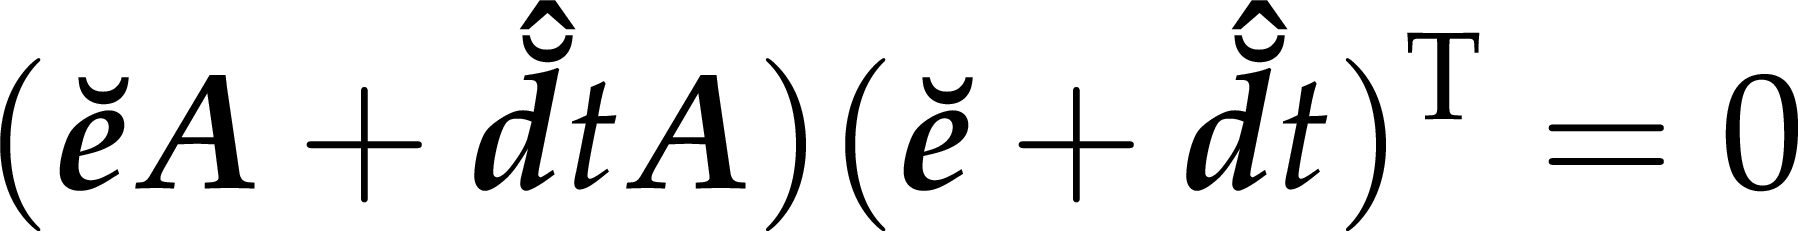 (ĕA + d̆̂tA)(ĕ + d̆̂t)ᵀ = 0